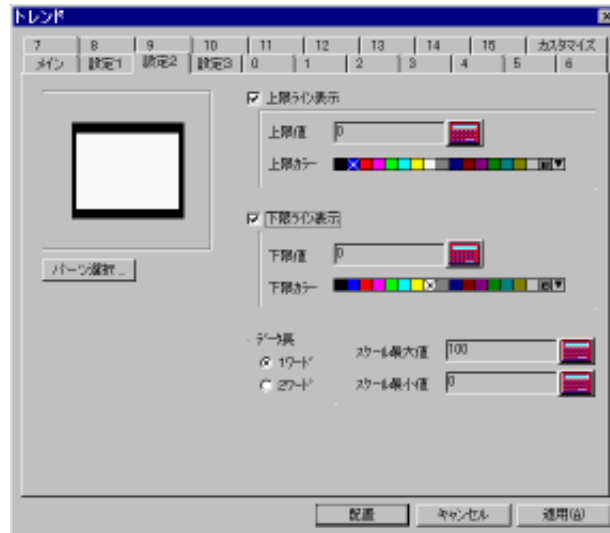 トレンド
7 8 9 10 11 12 13 14 15 カスタマイズ
メイン 設定1 設定2 設定3 0 1 2 3 4 5 6
上限ライン表示
上限値 0
上限カラー
下限ライン表示
下限値 0
下限カラー
パーツ選択...
データ長
1ワード スケール最大値 100
2ワード スケール最小値 0
配置 キャンセル 適用(A)